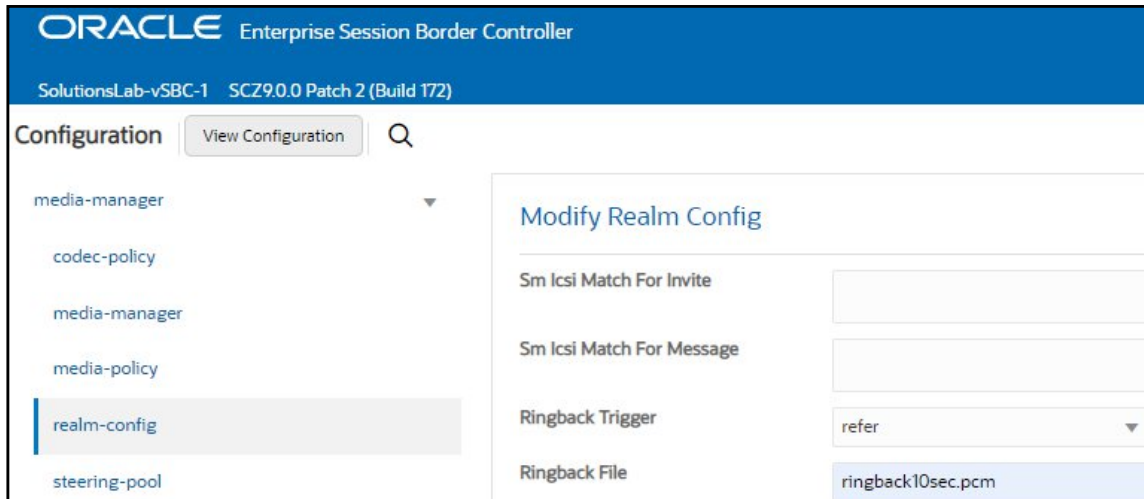 ORACLE Enterprise Session Border Controller
SolutionsLab-vSBC-1 SCZ9.0.0 Patch 2 (Build 172)
Configuration View Configuration
media-manager
codec-policy
media-manager
media-policy
realm-config
steering-pool
Modify Realm Config
Sm Icsi Match For Invite
Sm Icsi Match For Message
Ringback Trigger refer
Ringback File ringback10sec.pcm